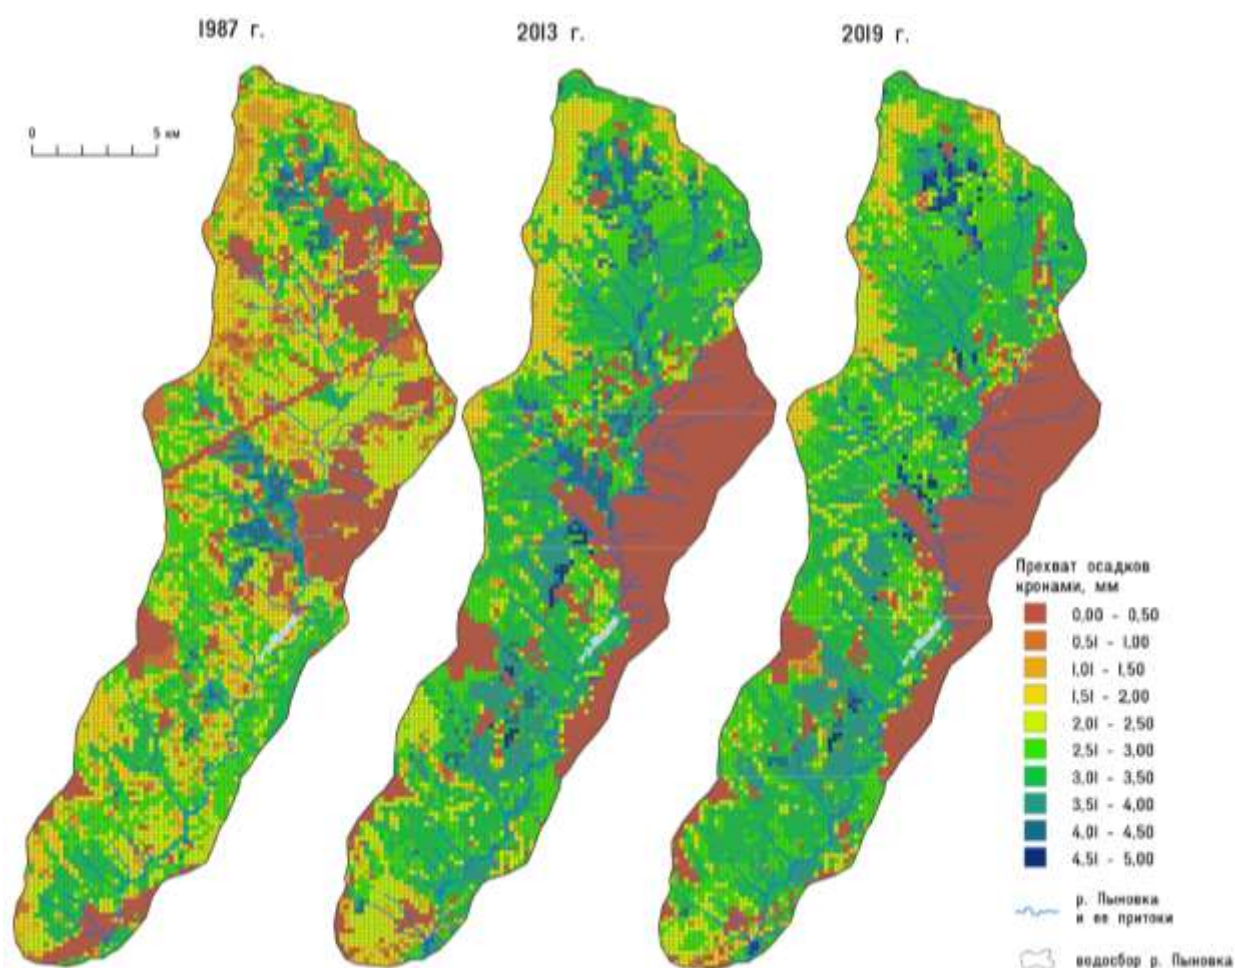 1987 г.
2013 г.
2019 г.
0
5 км
Прехват осадков
кронами, мм
0,00 - 0,50
0,51 - 1,00
1,01 - 1,50
1,51 - 2,00
2,01 - 2,50
2,51 - 3,00
3,01 - 3,50
3,51 - 4,00
4,01 - 4,50
4,51 - 5,00
р. Пыновка
и ее притоки
водосбор р. Пыновка